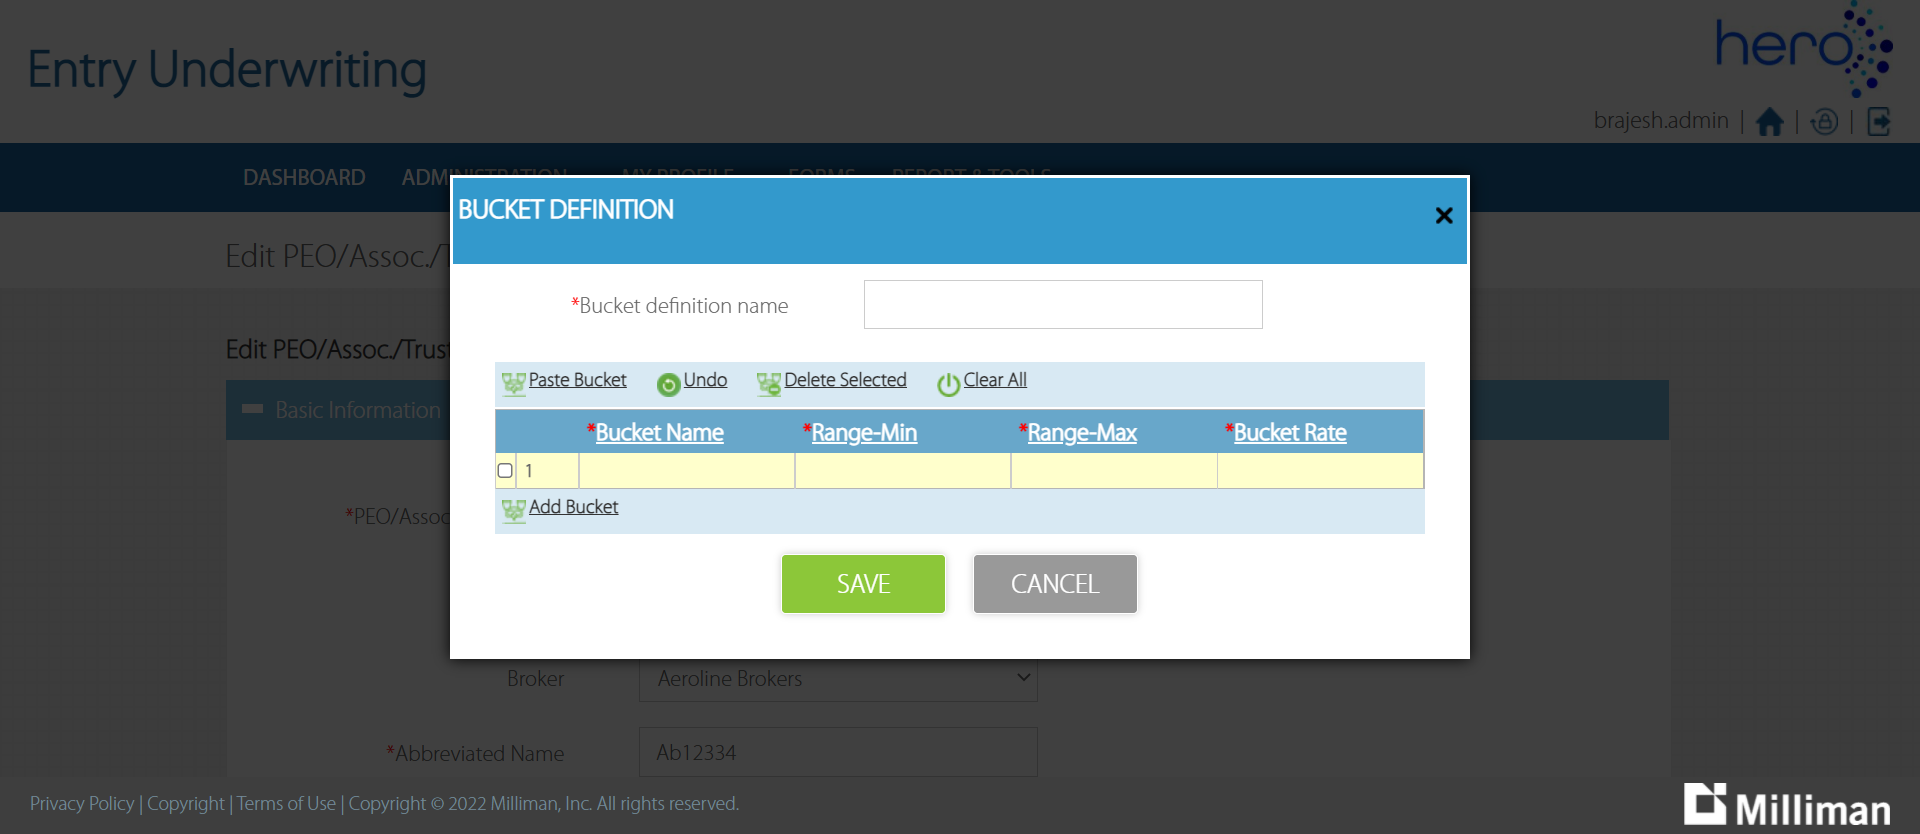 Entry Underwriting
hero
brajesh.admin | | |
DASHBOARD ADMINISTRATION MY PROFILE FORMS REPORT & TOOLS
Edit PEO/Assoc./
BUCKET DEFINITION
*Bucket definition name
Edit PEO/Assoc./Trust
Paste Bucket Undo Delete Selected Clear All
Basic Information
*Bucket Name *Range-Min *Range-Max *Bucket Rate
1
Add Bucket
*PEO/Assoc
SAVE CANCEL
Broker Aeroline Brokers
*Abbreviated Name Ab12334
Privacy Policy | Copyright | Terms of Use | Copyright © 2022 Milliman, Inc. All rights reserved.
Milliman